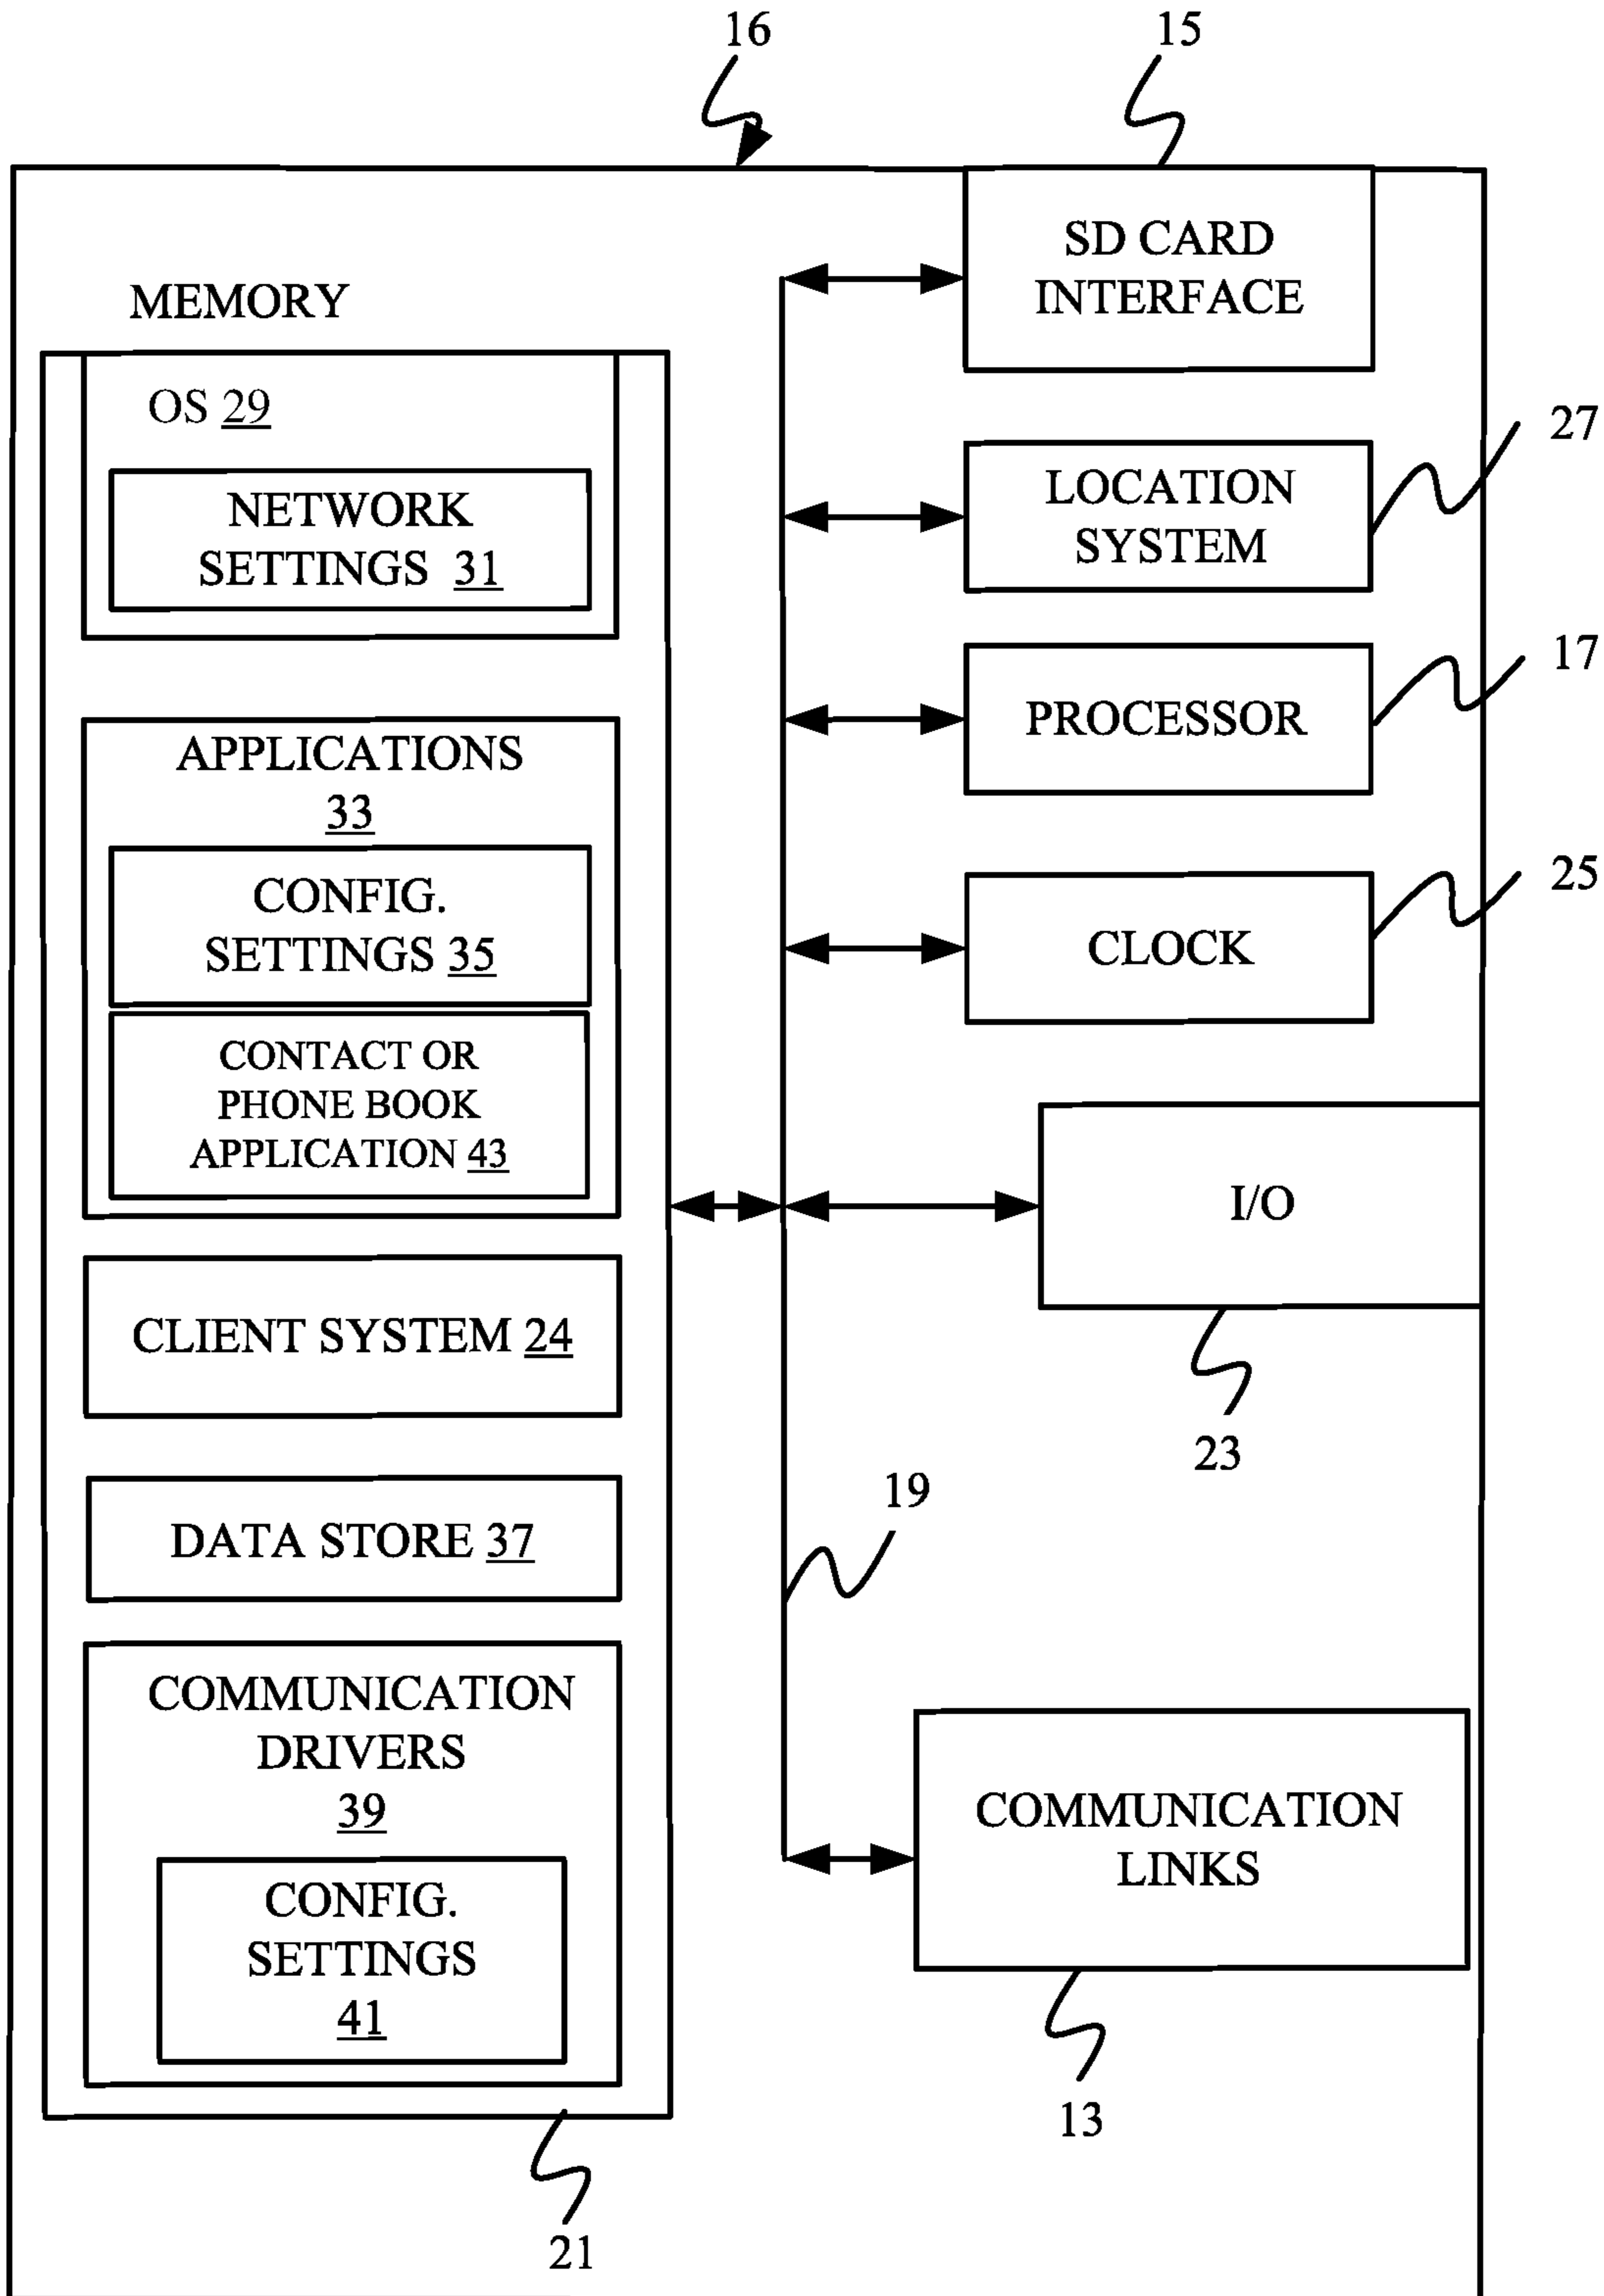 16
15
MEMORY
OS 29
NETWORK
SETTINGS 31
APPLICATIONS
33
CONFIG.
SETTINGS 35
CONTACT OR
PHONE BOOK
APPLICATION 43
CLIENT SYSTEM 24
DATA STORE 37
COMMUNICATION
DRIVERS
39
CONFIG.
SETTINGS
41
21
SD CARD
INTERFACE
LOCATION
SYSTEM
27
PROCESSOR
17
CLOCK
25
I/O
23
19
COMMUNICATION
LINKS
13